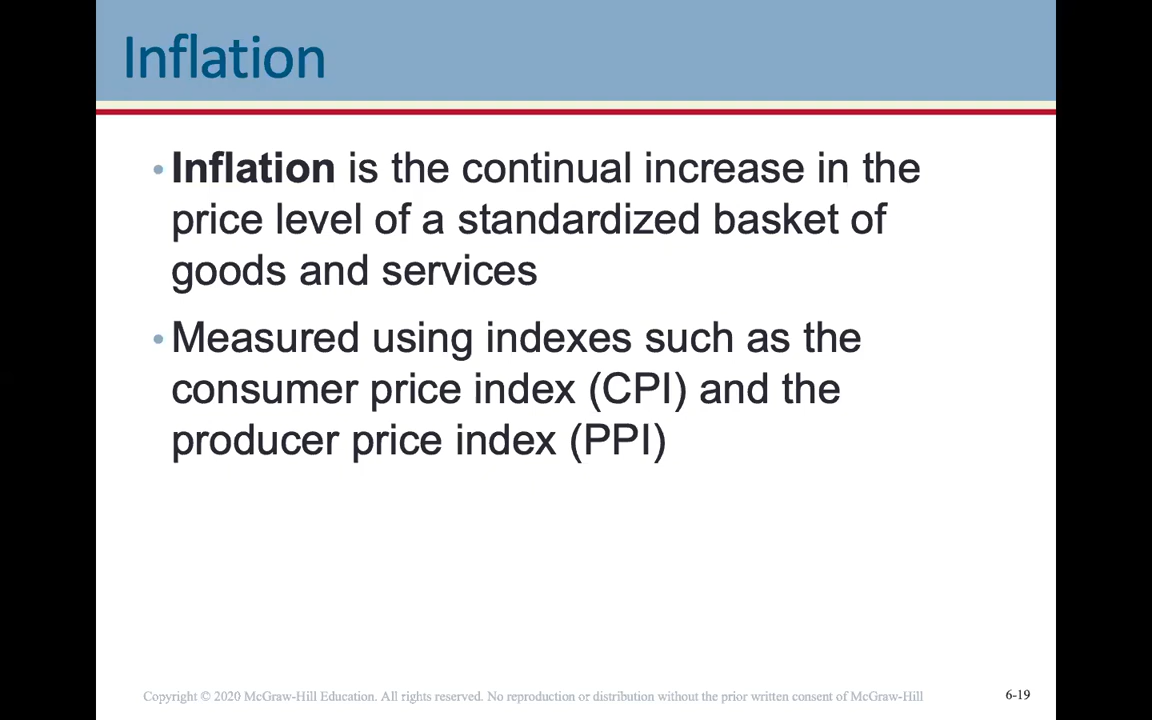 Inflation
• Inflation is the continual increase in the
price level of a standardized basket of
goods and services
• Measured using indexes such as the
consumer price index (CPI) and the
producer price index (PPI)
Copyright © 2020 McGraw-Hill Education. All rights reserved. No reproduction or distribution without the prior written consent of McGraw-Hill
6-19